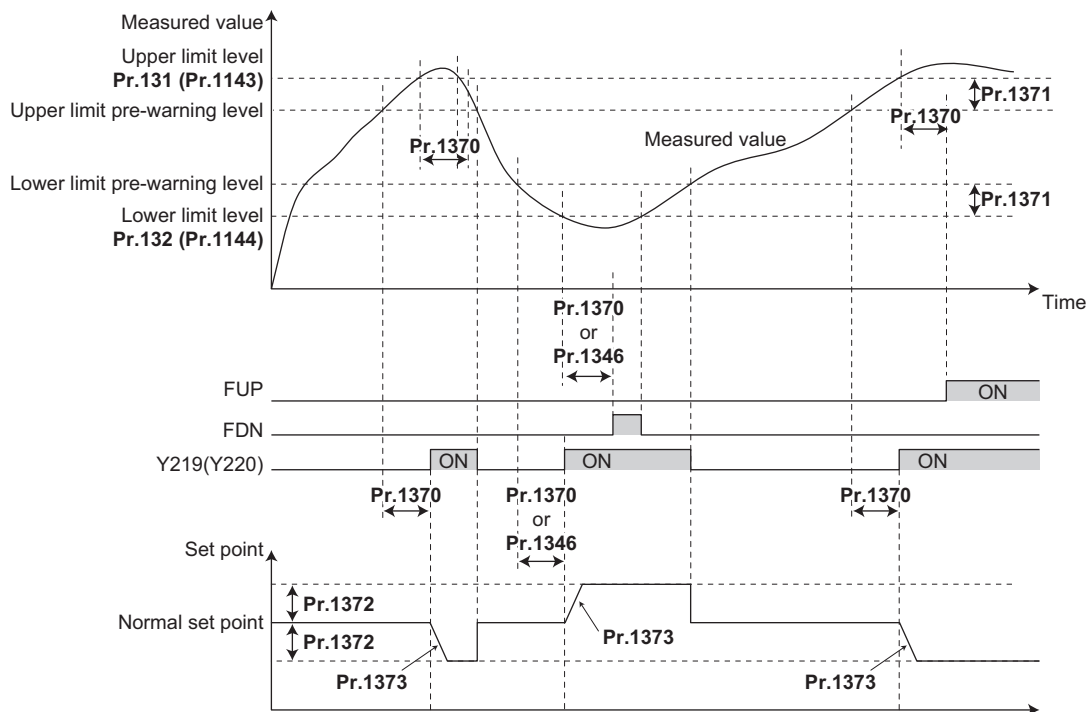 Measured value
Upper limit level
Pr.131 (Pr.1143)
Upper limit pre-warning level
Pr.1371
Pr.1370
Pr.1370
Measured value
Lower limit pre-warning level
Pr.1371
Lower limit level
Pr.132 (Pr.1144)
Time
Pr.1370
or
Pr.1346
FUP
ON
FDN
Y219(Y220)
ON
ON
ON
Pr.1370
Pr.1370
or
Pr.1346
Pr.1370
Set point
Pr.1372
Normal set point
Pr.1372
Pr.1373
Pr.1373
Pr.1373